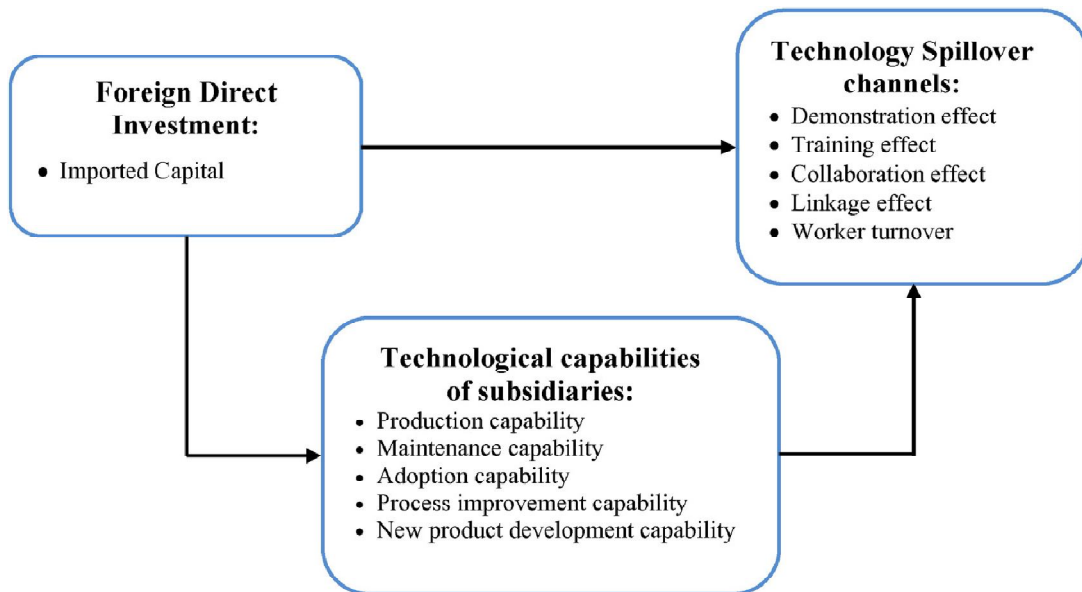 Foreign Direct
Investment:
• Imported Capital
Technology Spillover
channels:
• Demonstration effect
• Training effect
• Collaboration effect
• Linkage effect
• Worker turnover
Technological capabilities
of subsidiaries:
• Production capability
• Maintenance capability
• Adoption capability
• Process improvement capability
• New product development capability